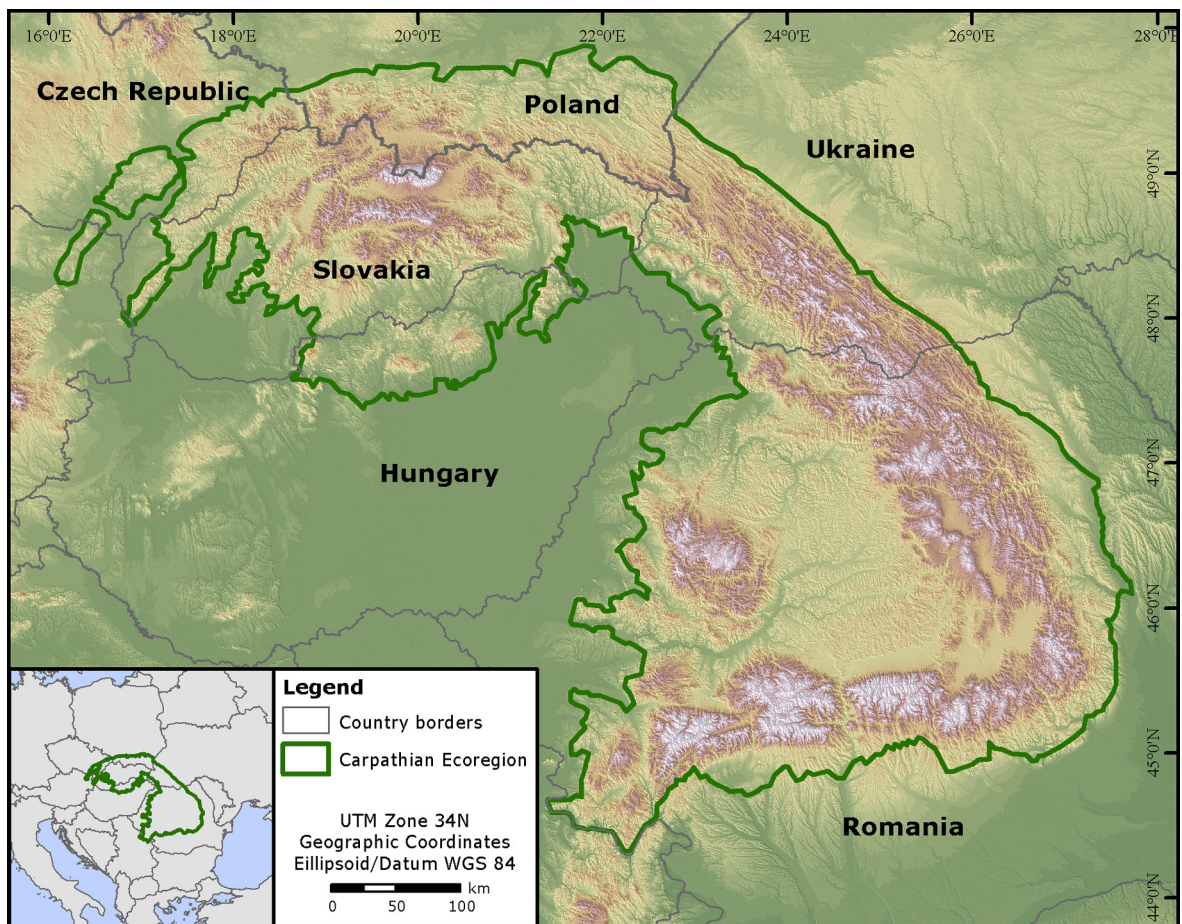 16°0'E 18°0'E 20°0'E 22°0'E 24°0'E 26°0'E 28°0'E
Czech Republic
Poland
Ukraine
49°0'N
Slovakia
48°0'N
Hungary
47°0'N
46°0'N
45°0'N
Romania
44°0'N
Legend
Country borders
Carpathian Ecoregion
UTM Zone 34N
Geographic Coordinates
Eillipsoid/Datum WGS 84
km
0 50 100